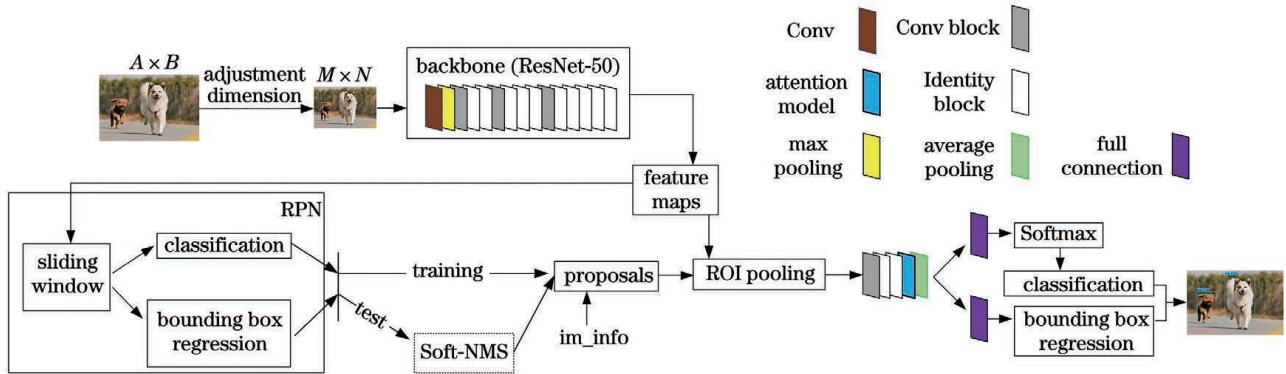 A × B
adjustment
dimension
M × N
backbone (ResNet-50)
Conv
Conv block
attention
model
Identity
block
max
pooling
average
pooling
full
connection
feature
maps
RPN
sliding
window
classification
bounding box
regression
training
test
Soft-NMS
proposals
im_info
ROI pooling
Softmax
classification
bounding box
regression